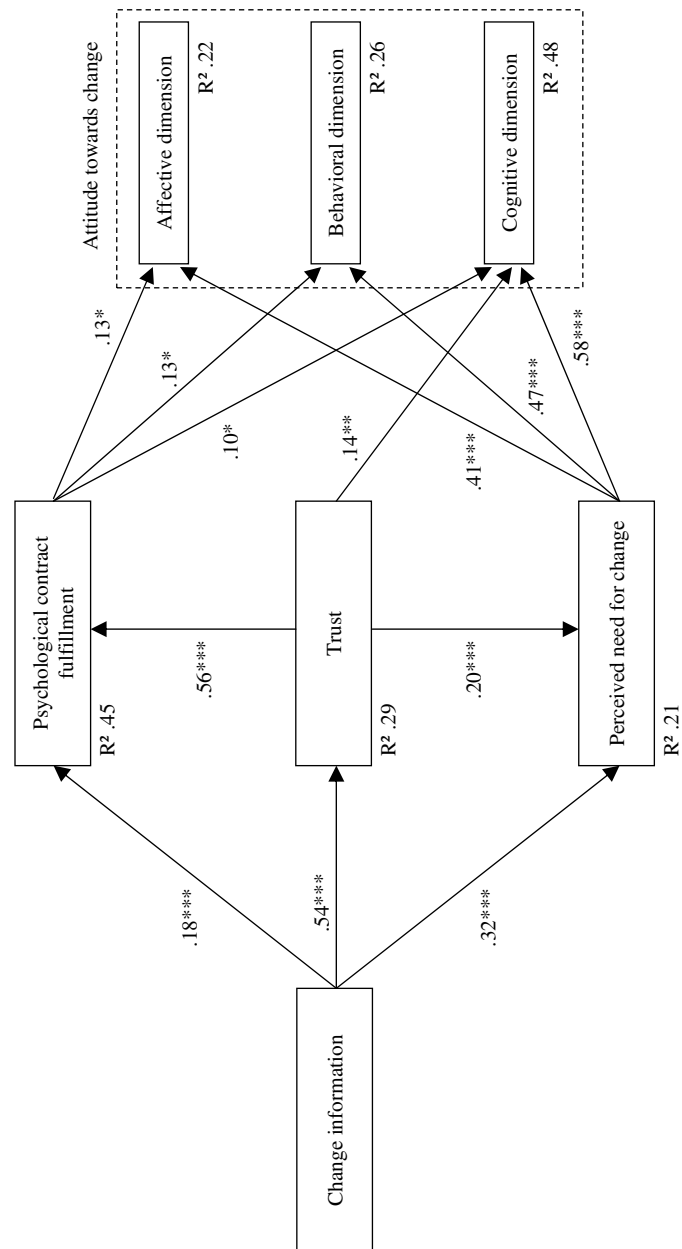 Change information
.18***
.54***
.32***
Psychological contract
fulfillment
R² .45
.56***
Trust
R² .29
.20***
Perceived need for change
R² .21
.13*
.13*
.10*
.14**
.41***
.47***
.58***
Attitude towards change
Affective dimension
R² .22
Behavioral dimension
R² .26
Cognitive dimension
R² .48